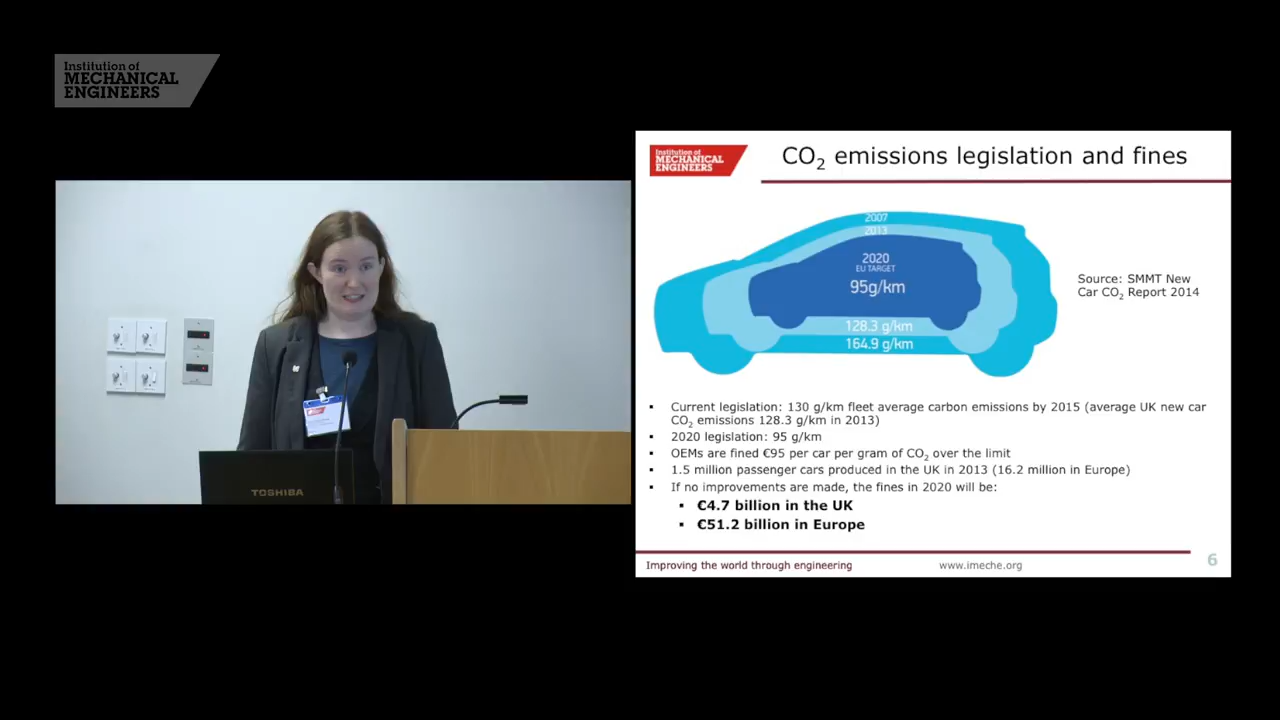 Institution of
MECHANICAL
ENGINEERS
TOSHIBA
Institution of
MECHANICAL
ENGINEERS
CO₂ emissions legislation and fines
2007
2013
2020
EU TARGET
95g/km
128.3 g/km
164.9 g/km
Source: SMMT New
Car CO₂ Report 2014
▪ Current legislation: 130 g/km fleet average carbon emissions by 2015 (average UK new car
CO₂ emissions 128.3 g/km in 2013)
▪ 2020 legislation: 95 g/km
▪ OEMs are fined €95 per car per gram of CO₂ over the limit
▪ 1.5 million passenger cars produced in the UK in 2013 (16.2 million in Europe)
▪ If no improvements are made, the fines in 2020 will be:
▪ €4.7 billion in the UK
▪ €51.2 billion in Europe
Improving the world through engineering
www.imeche.org
6